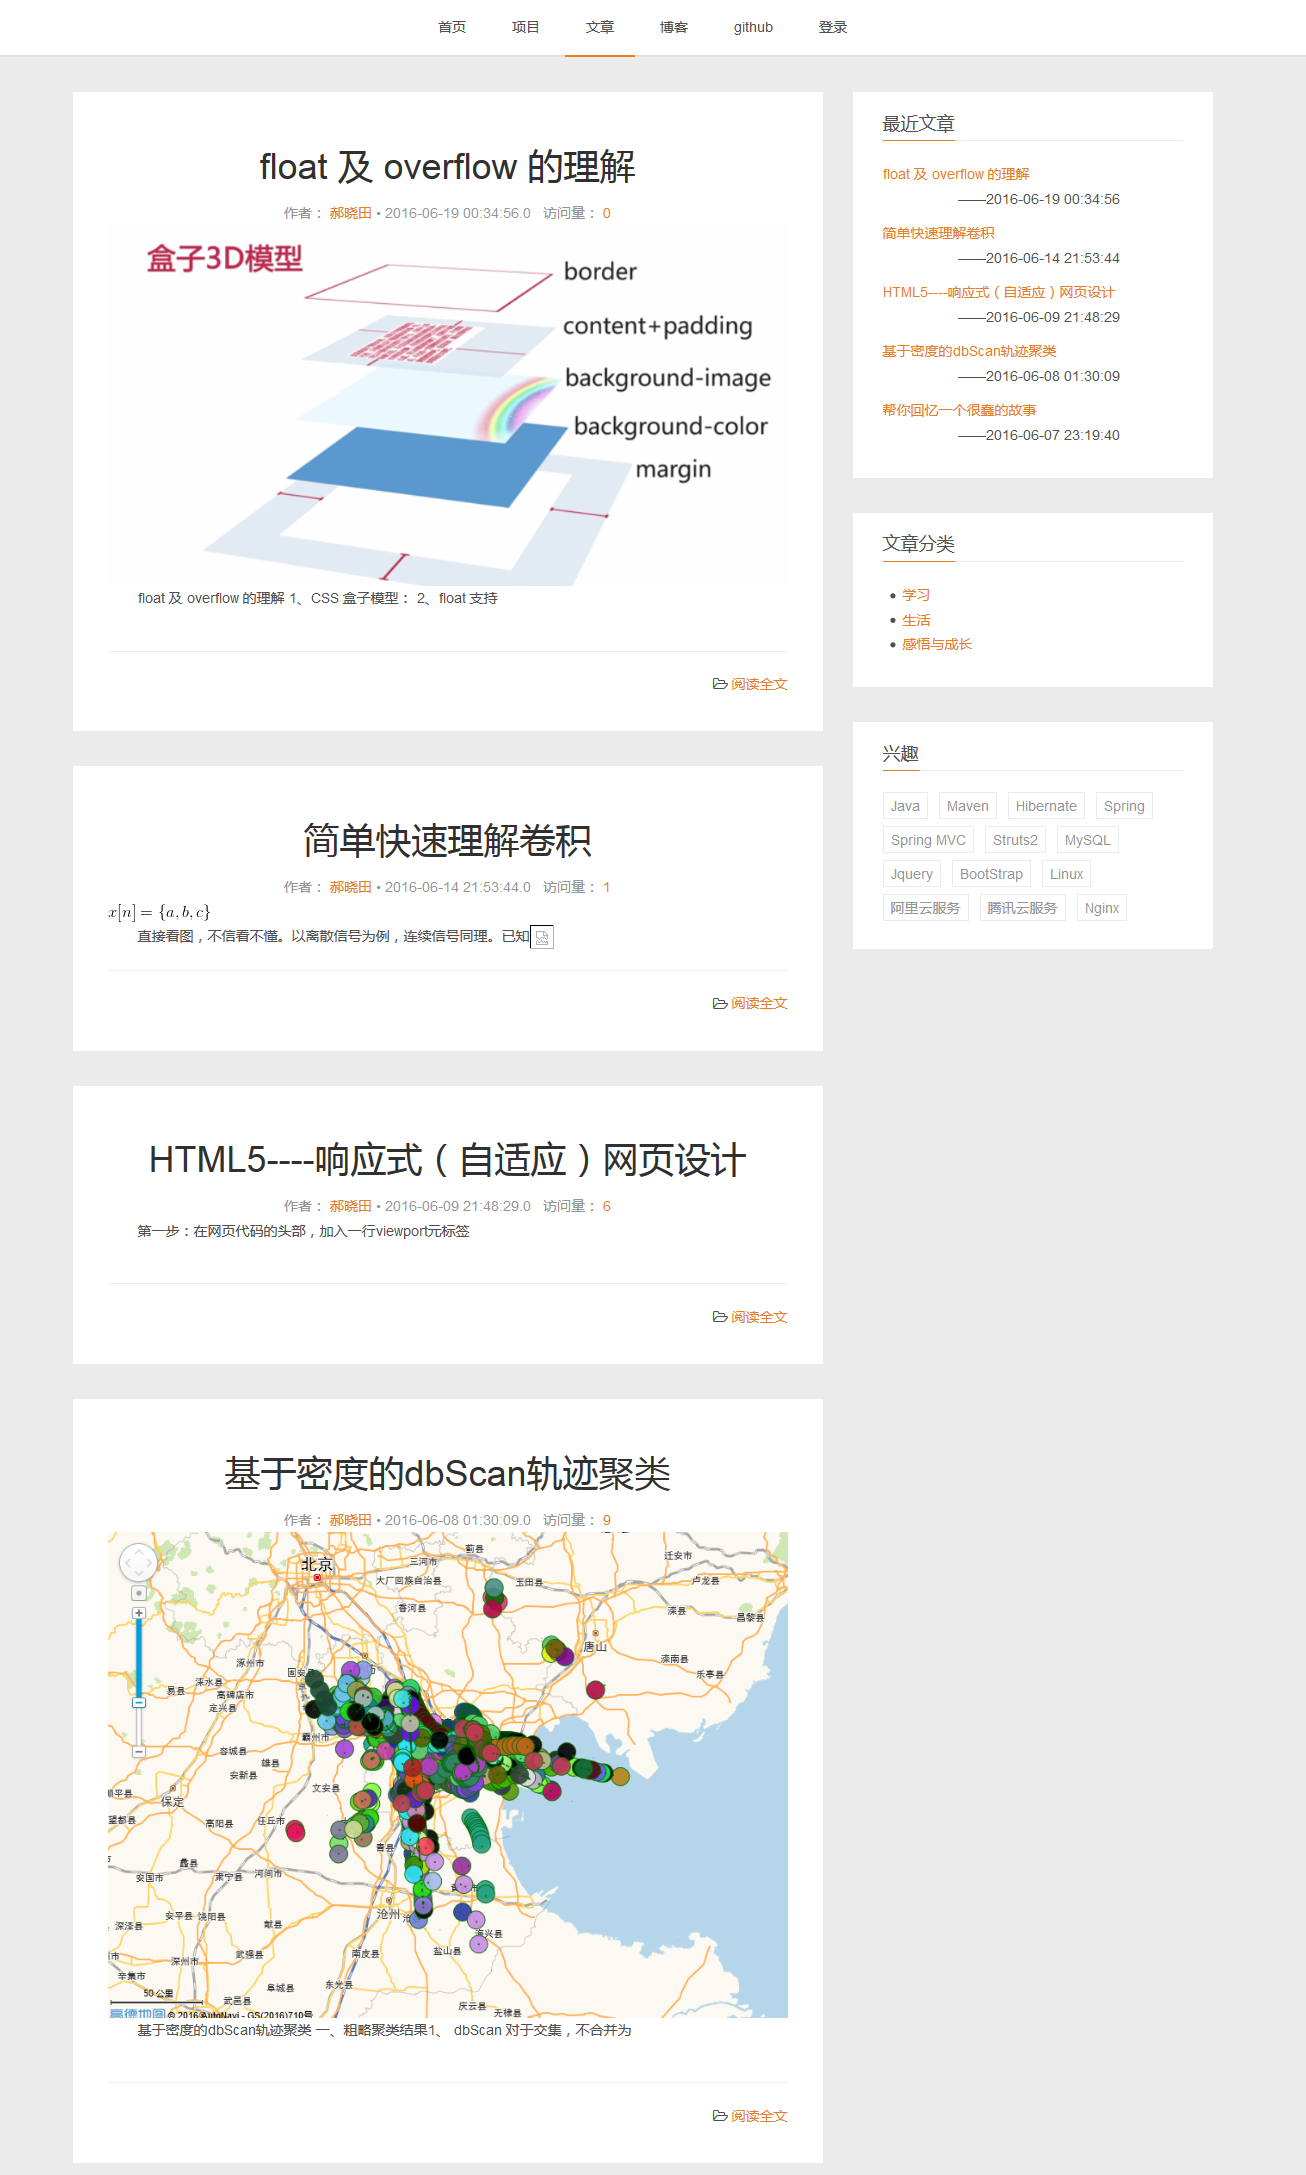 首页 项目 文章 博客 github 登录
float 及 overflow 的理解
作者： 郝晓田 • 2016-06-19 00:34:56.0 访问量： 0
盒子3D模型
border
content+padding
background-image
background-color
margin
float 及 overflow 的理解 1、CSS 盒子模型： 2、float 支持
阅读全文
简单快速理解卷积
作者： 郝晓田 • 2016-06-14 21:53:44.0 访问量： 1
x[n] = {a, b, c}
直接看图，不信看不懂。以离散信号为例，连续信号同理。已知
阅读全文
HTML5----响应式（自适应）网页设计
作者： 郝晓田 • 2016-06-09 21:48:29.0 访问量： 6
第一步：在网页代码的头部，加入一行viewport元标签
阅读全文
基于密度的dbScan轨迹聚类
作者： 郝晓田 • 2016-06-08 01:30:09.0 访问量： 9
蓟县
北京
三河市
迁安市
大厂回族自治县
玉田县
卢龙县
香河县
滦县
昌黎县
唐山
涿州市
固安县
滦南县
涞水县
乐亭县
易县
高碑店市
定兴县
霸州市
容城县
雄县
安新县
文安县
保定
望都县
高阳县
任丘市
青县
蠡县
安国市
肃宁县
河间市
沧州
安平县
饶阳县
深泽县
献县
海兴县
武强县
南皮县
盐山县
深州市
辛集市
阜城县
东光县
50 公里
武邑县
庆云县
无棣县
高德地图 © 2016 AutoNavi - GS(2016)710号
基于密度的dbScan轨迹聚类 一、粗略聚类结果1、 dbScan 对于交集，不合并为
阅读全文
最近文章
float 及 overflow 的理解
——2016-06-19 00:34:56
简单快速理解卷积
——2016-06-14 21:53:44
HTML5----响应式（自适应）网页设计
——2016-06-09 21:48:29
基于密度的dbScan轨迹聚类
——2016-06-08 01:30:09
帮你回忆一个很蠢的故事
——2016-06-07 23:19:40
文章分类
学习
生活
感悟与成长
兴趣
Java Maven Hibernate Spring
Spring MVC Struts2 MySQL
Jquery BootStrap Linux
阿里云服务 腾讯云服务 Nginx